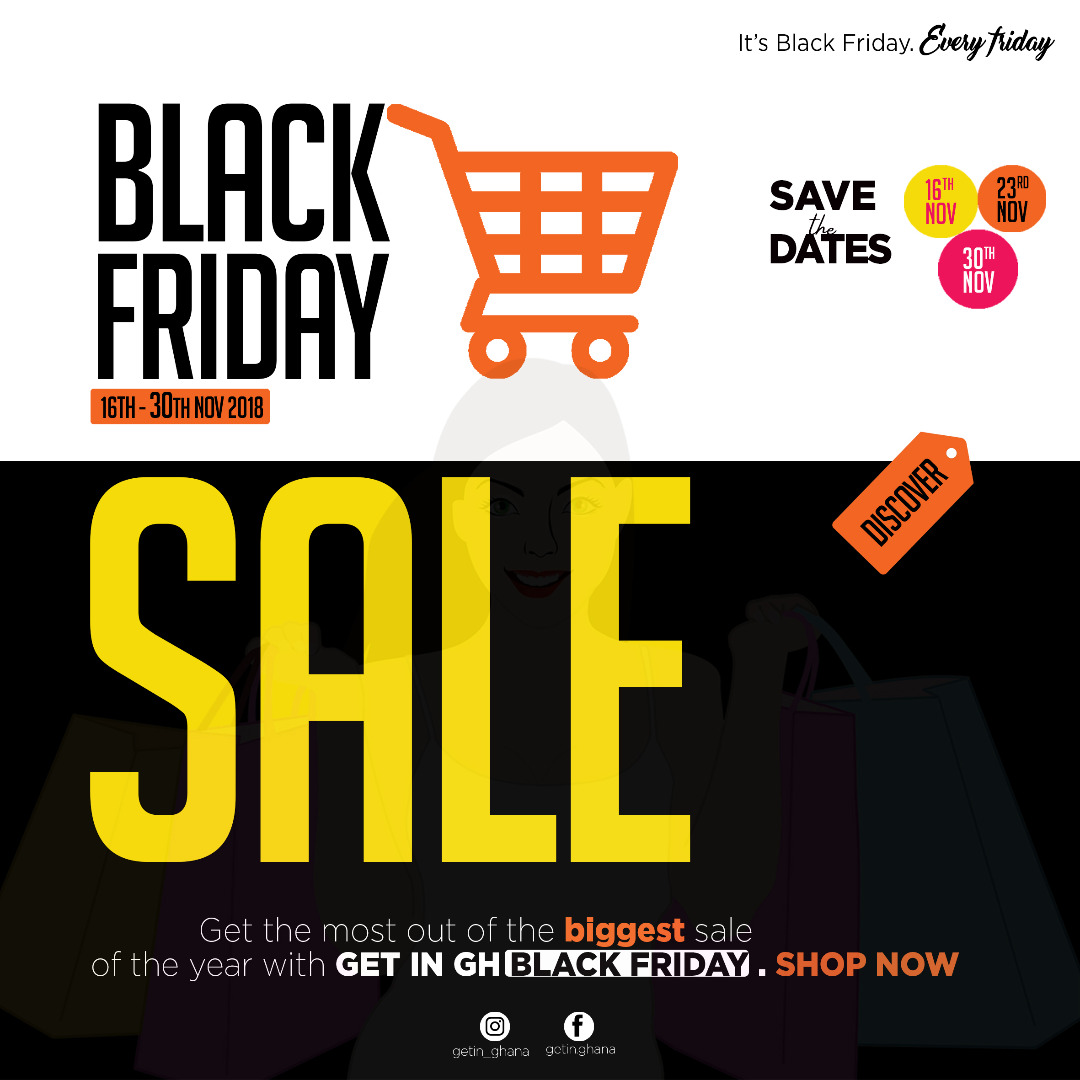 It's Black Friday. Every friday
BLACK
FRIDAY
16TH - 30TH NOV 2018
SAVE
the
DATES
16TH
NOV
23RD
NOV
30TH
NOV
DISCOVER
SALE
Get the most out of the biggest sale
of the year with GET IN GH BLACK FRIDAY . SHOP NOW
getin_ghana
getinghana